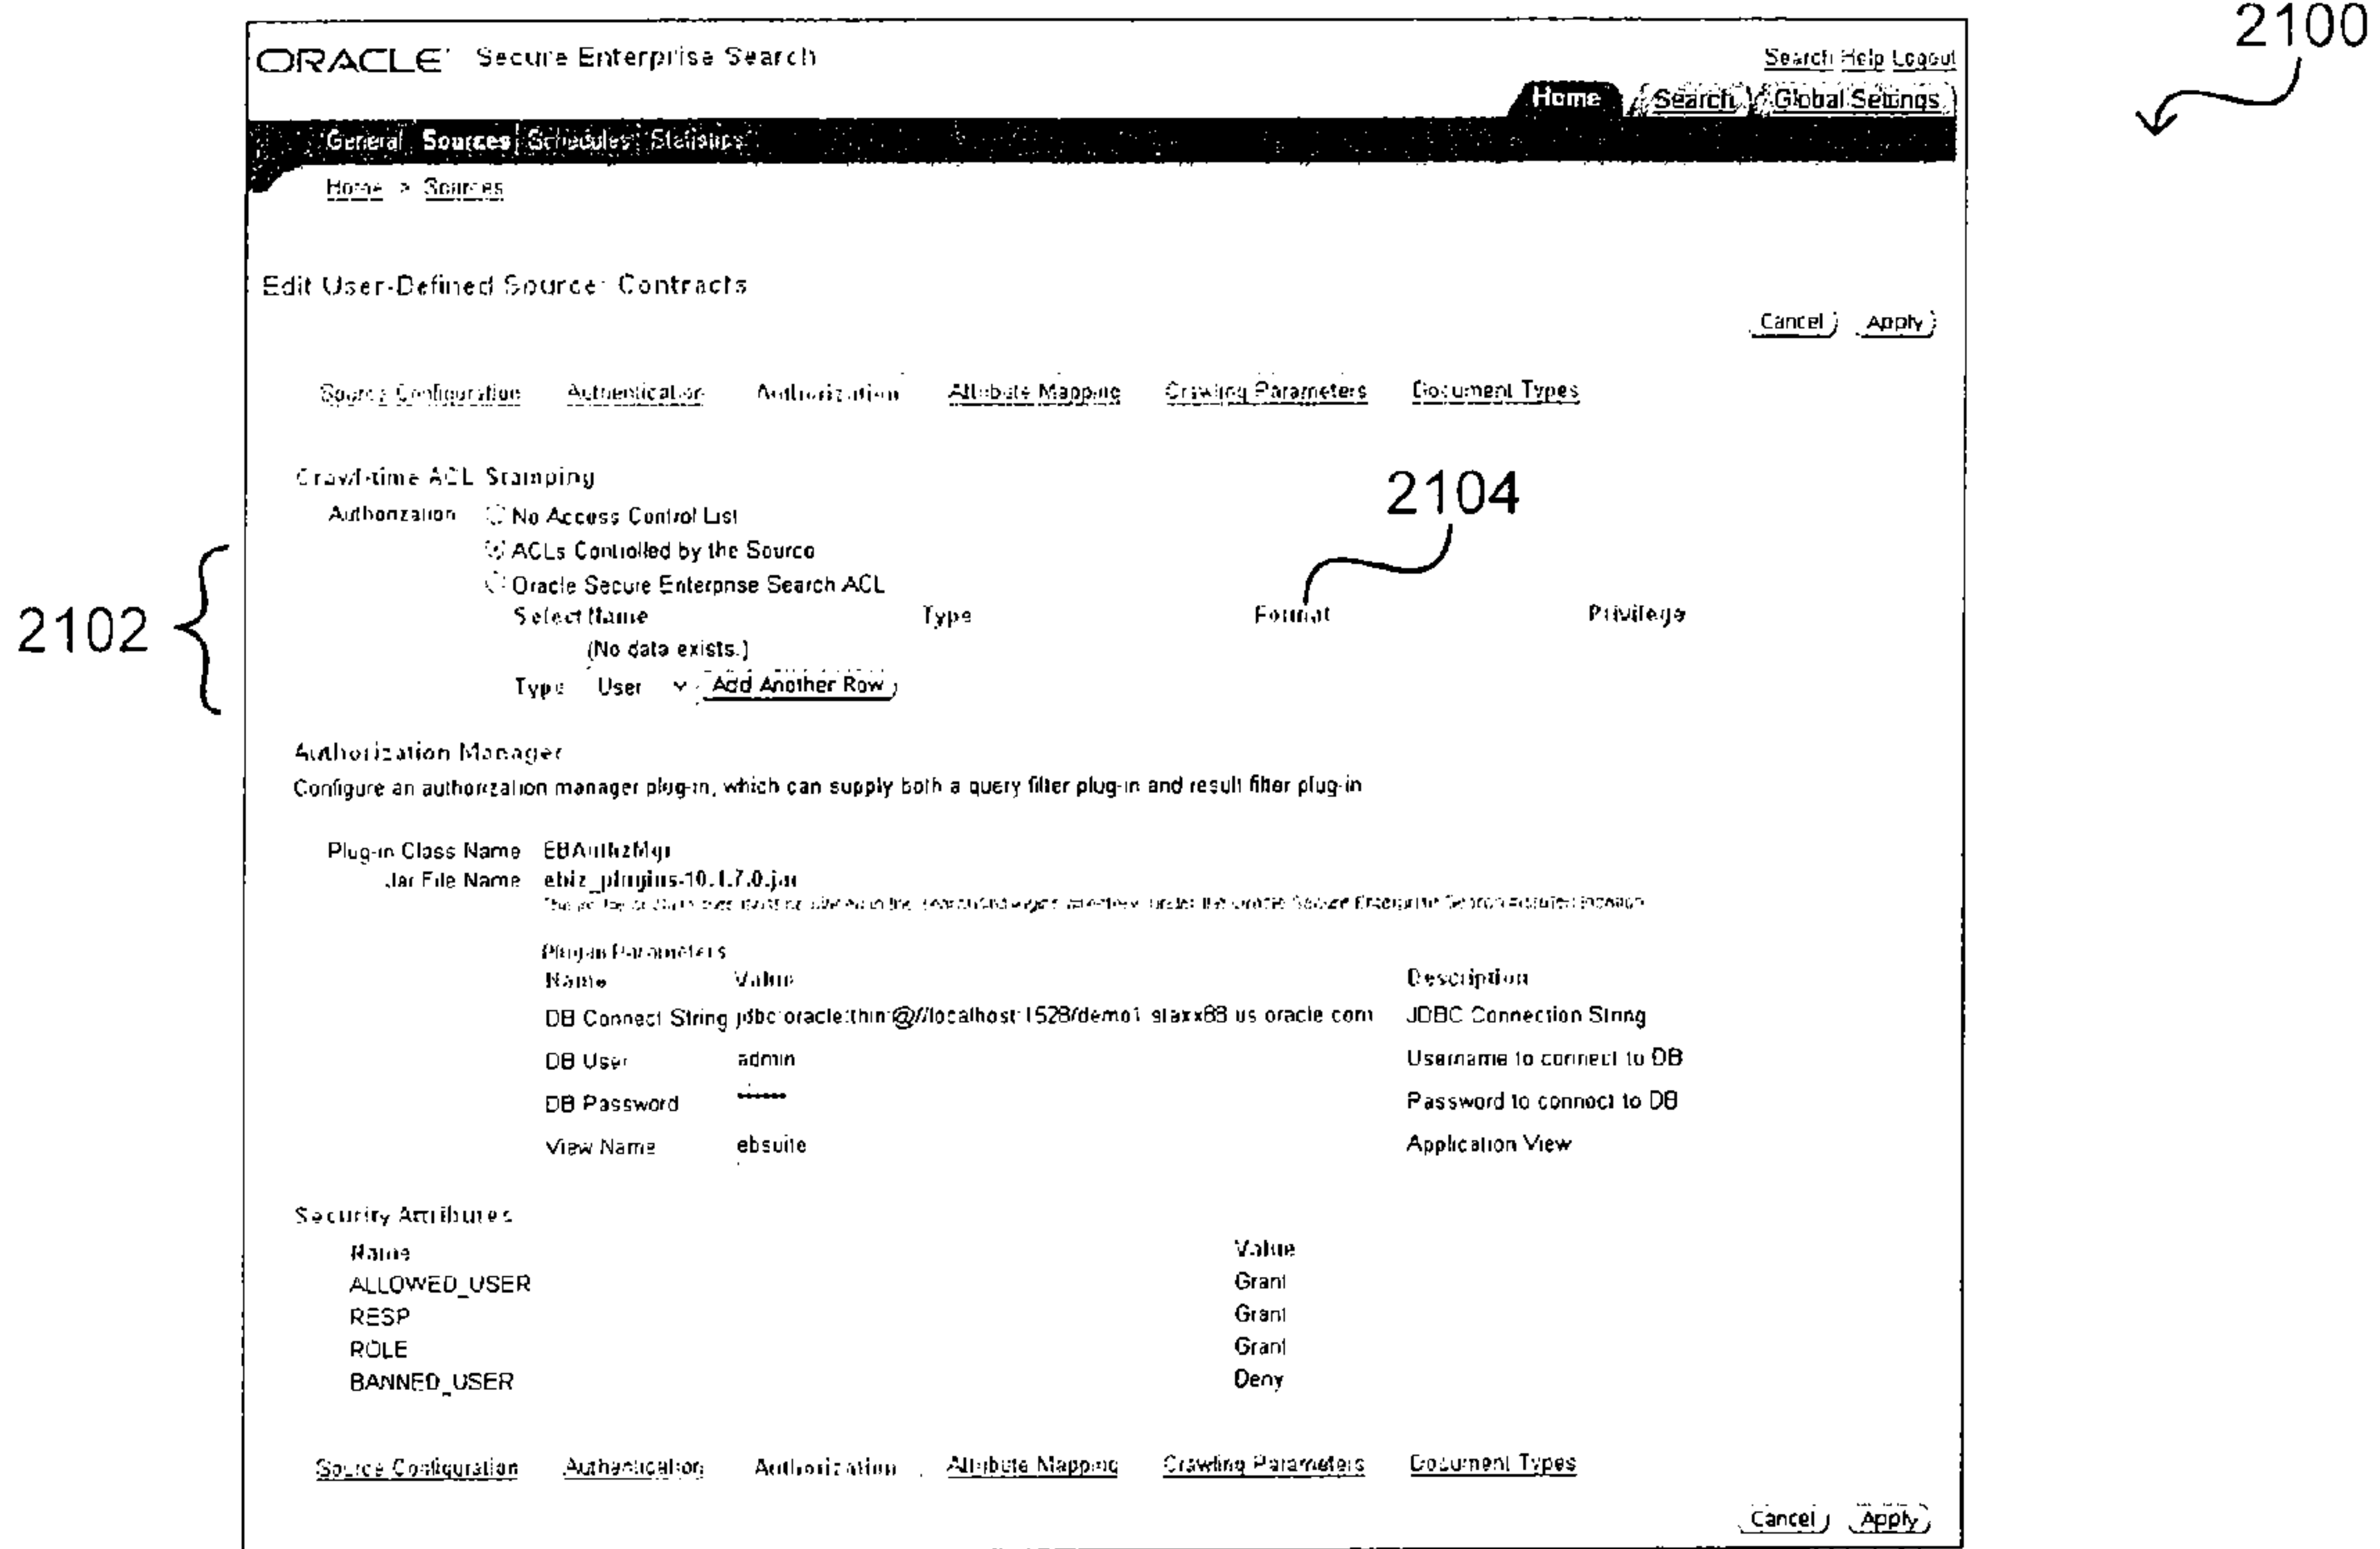 2100
ORACLE Secure Enterprise Search
Search Help Logout
Home Search Global Settings
General Sources Schedules Statistics
Home > Sources
Edit User-Defined Source: Contracts
Cancel Apply
Source Configuration Authentication Authorization Attribute Mapping Crawling Parameters Document Types
Crawl-time ACL Stamping
2104
Authorization No Access Control List
ACLs Controlled by the Source
Oracle Secure Enterprise Search ACL
2102
Select Name Type Format Privilege
(No data exists.)
Type User Add Another Row
Authorization Manager
Configure an authorization manager plug-in, which can supply both a query filter plug-in and result filter plug-in
Plug-in Class Name EBAuthzMgr
Jar File Name ebiz_plugins-10.1.7.0.jar
Plug-in Parameters
Name Value Description
DB Connect String jdbc:oracle:thin:@//localhost:1528/demo1 us oracle com JDBC Connection String
DB User admin Username to connect to DB
DB Password •••••• Password to connect to DB
View Name ebsuite Application View
Security Attributes
Name Value
ALLOWED_USER Grant
RESP Grant
ROLE Grant
BANNED_USER Deny
Source Configuration Authentication Authorization Attribute Mapping Crawling Parameters Document Types
Cancel Apply